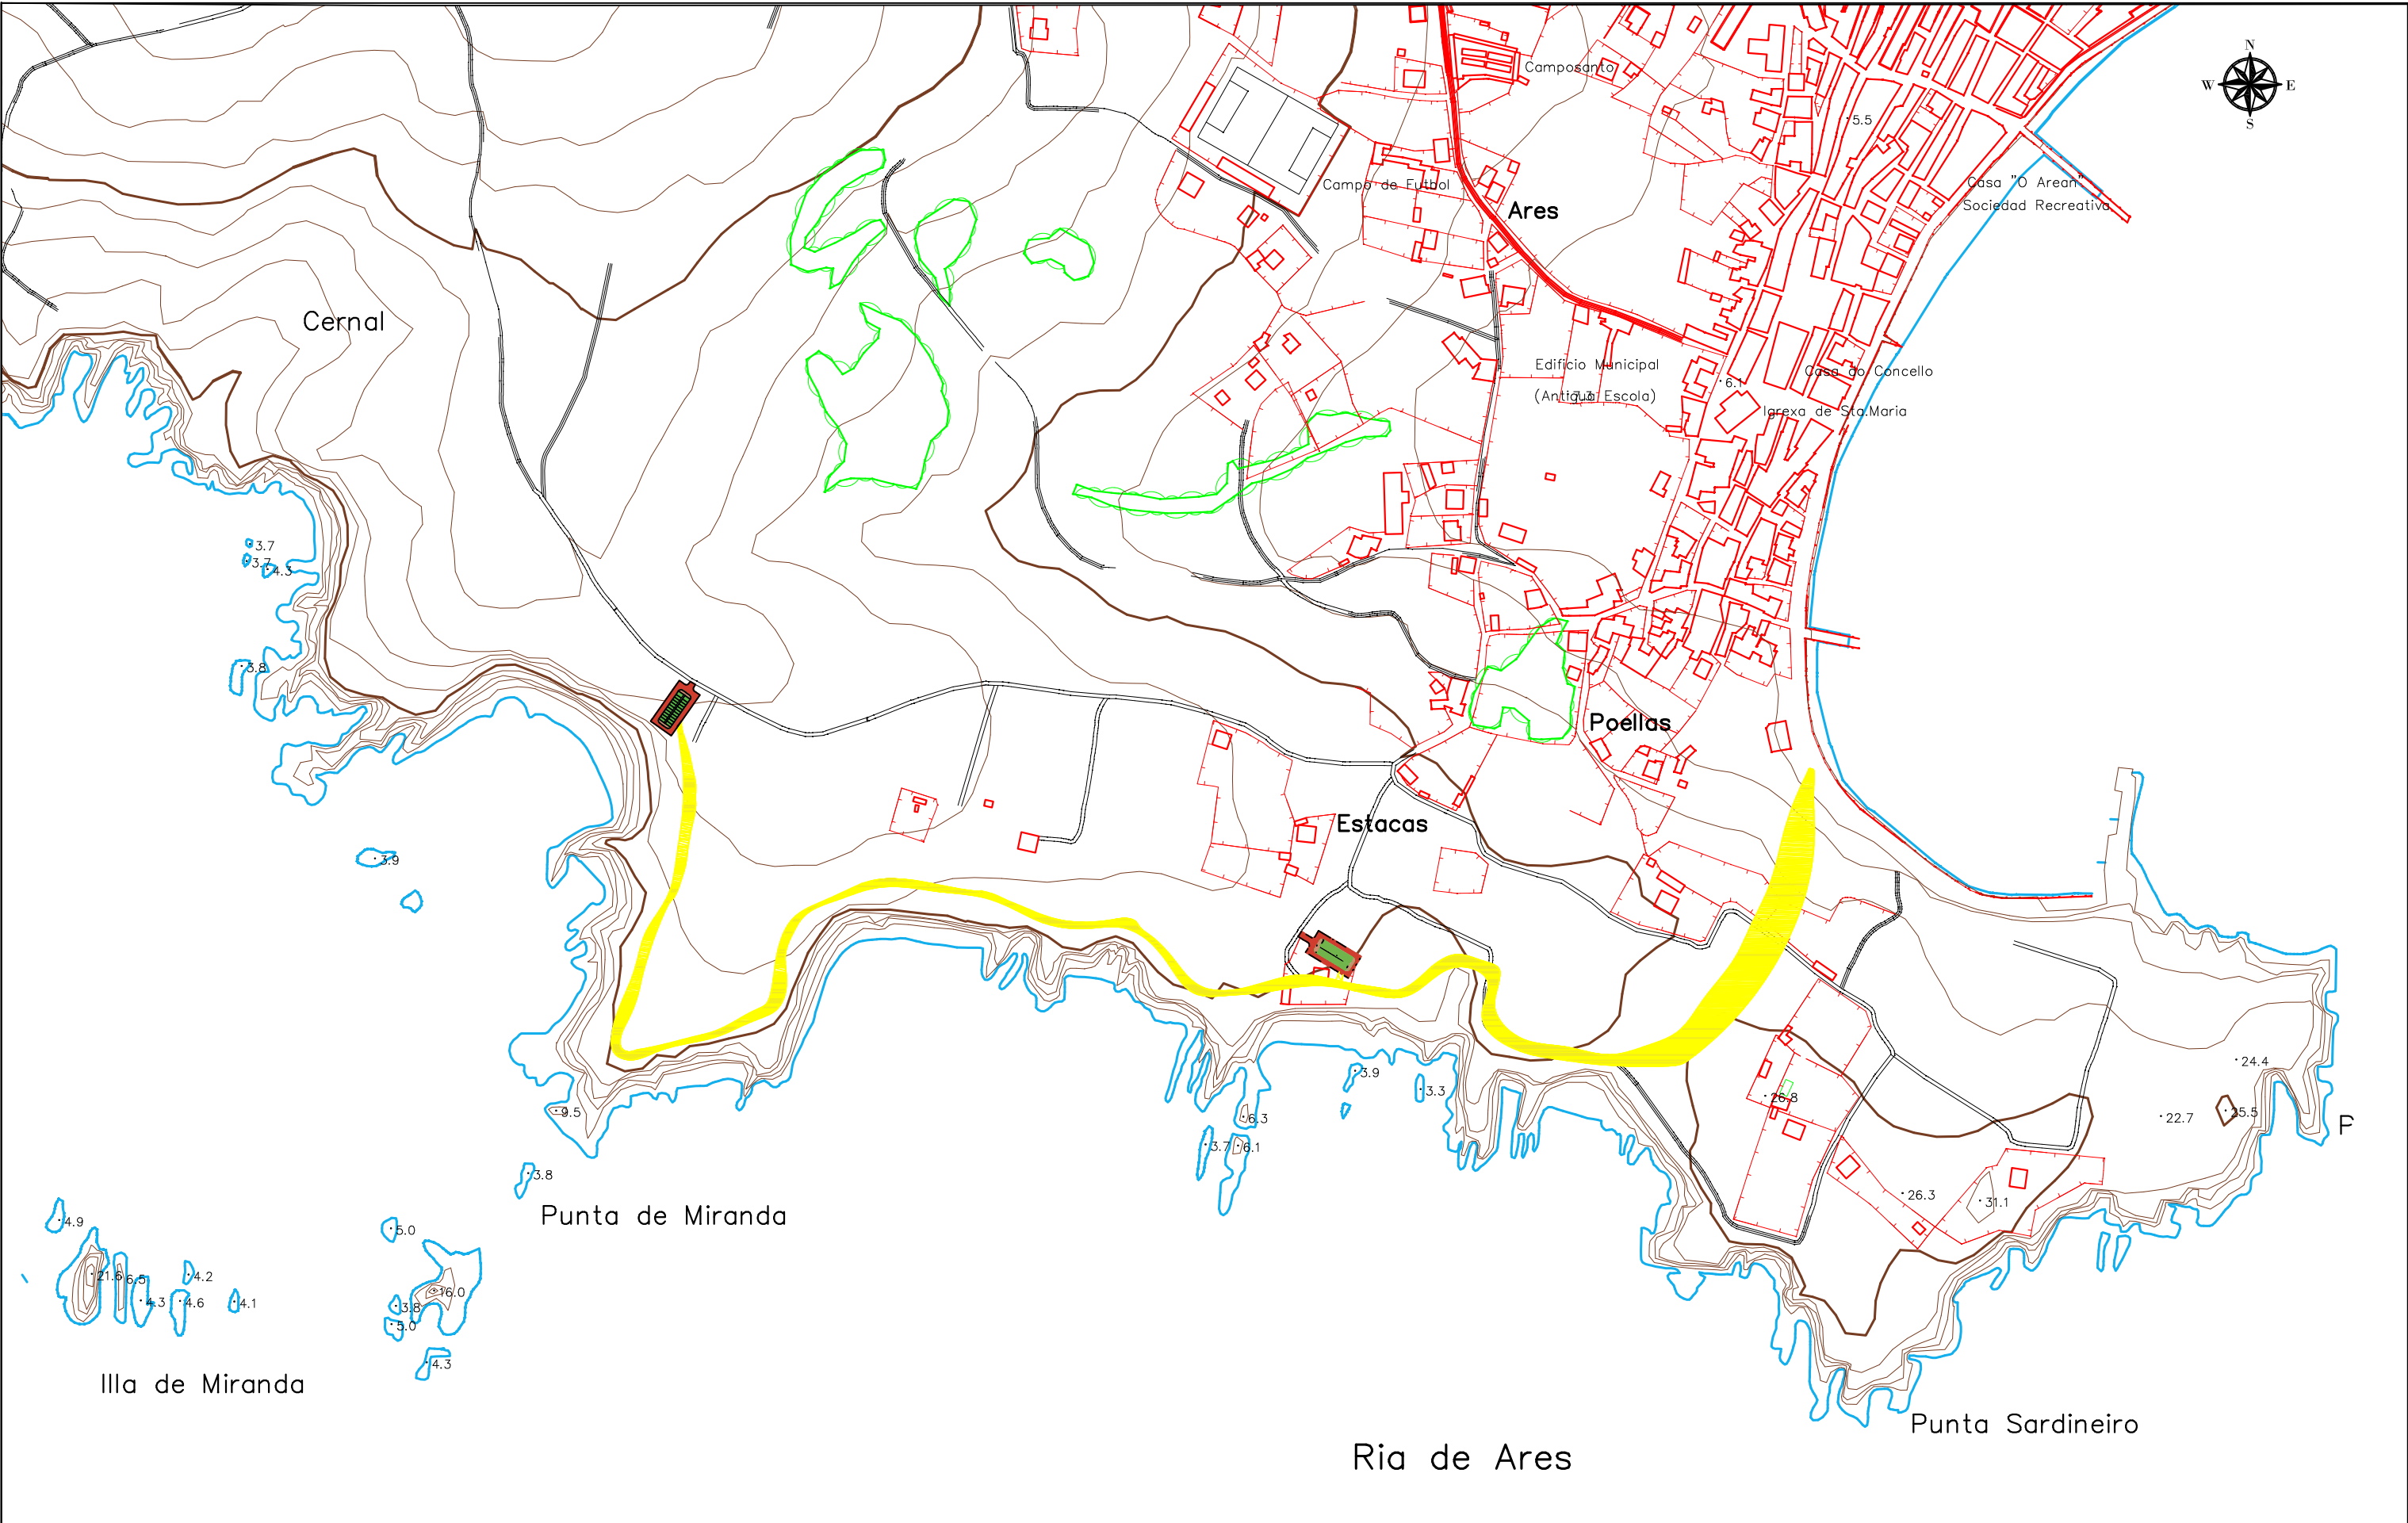 N
W E
S
Camposanto
5.5
Campo de Futbol
Casa "O Arean"
Sociedad Recreativa
Ares
Cernal
Edificio Municipal
(Antigua Escola)
6.1
Casa do Concello
Igrexa de Sta.Maria
3.7
3.7
4.3
3.8
Poellas
Estacas
3.9
24.4
3.9
3.3
26.8
9.5
6.3
22.7
25.5
P
3.7
6.1
3.8
26.3
31.1
Punta de Miranda
4.9
5.0
21.6
6.5
4.2
4.3
4.6
4.1
16.0
3.8
5.0
4.3
Illa de Miranda
Punta Sardineiro
Ria de Ares